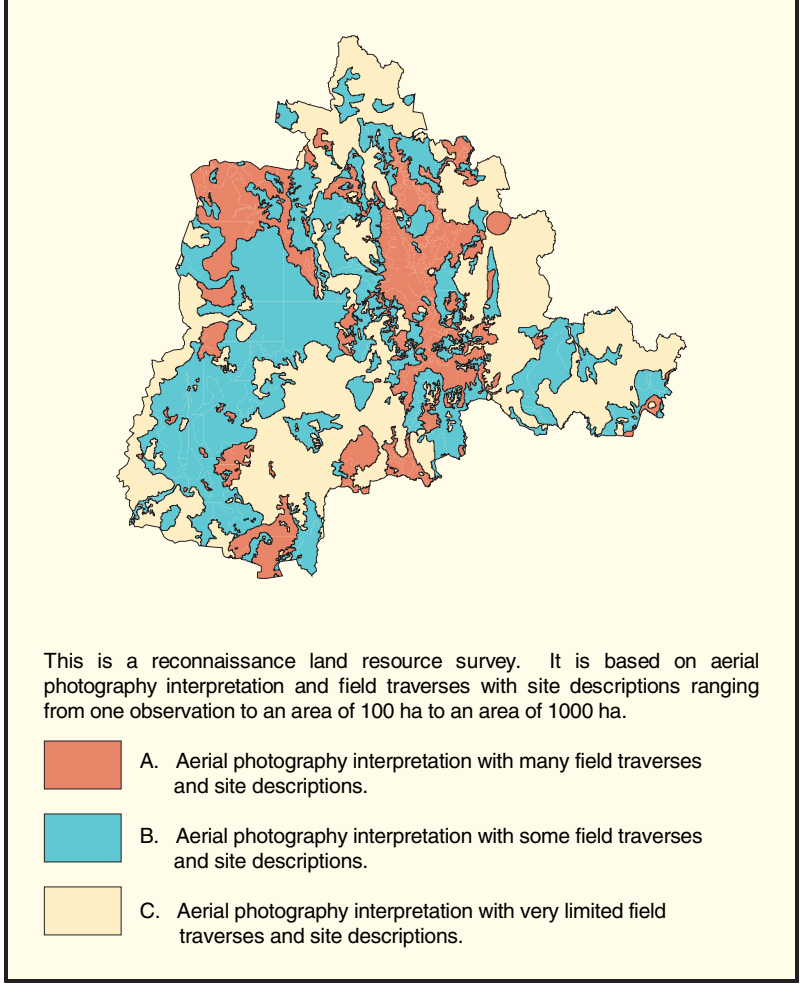 This is a reconnaissance land resource survey. It is based on aerial
photography interpretation and field traverses with site descriptions ranging
from one observation to an area of 100 ha to an area of 1000 ha.
A. Aerial photography interpretation with many field traverses
and site descriptions.
B. Aerial photography interpretation with some field traverses
and site descriptions.
C. Aerial photography interpretation with very limited field
traverses and site descriptions.